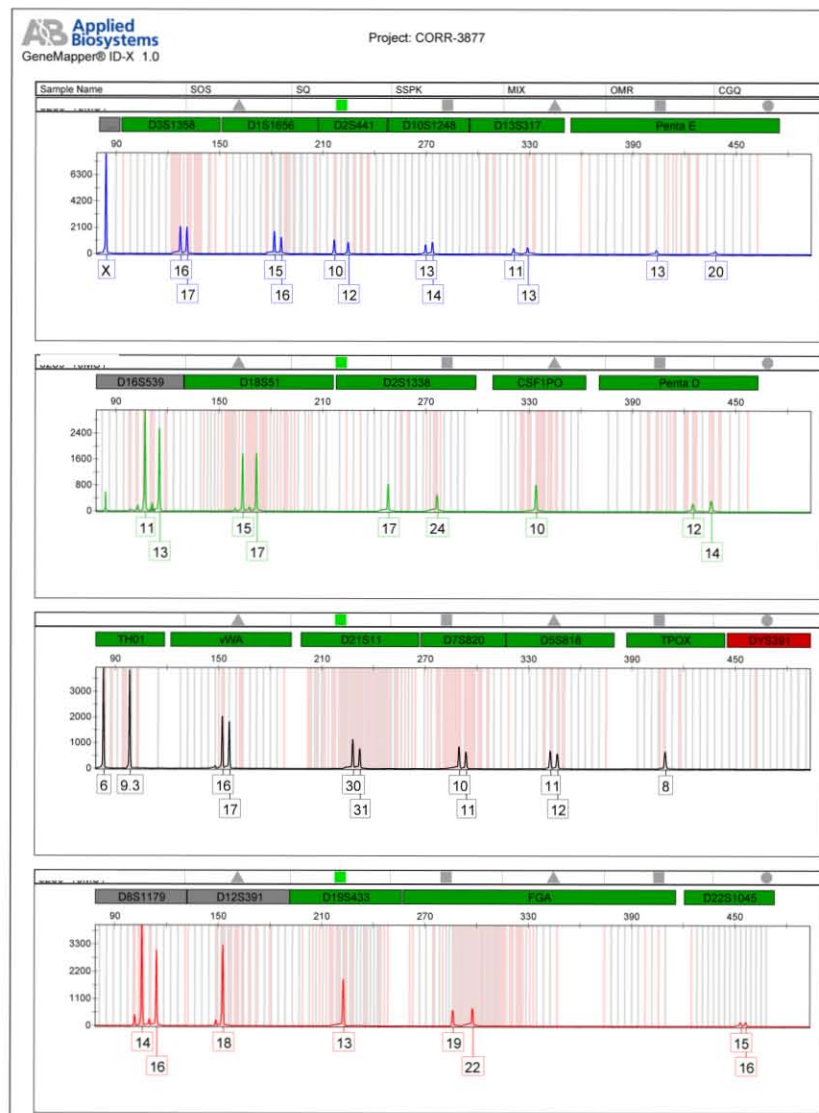 AB Applied
Biosystems
GeneMapper® ID-X 1.0
Project: CORR-3877
Sample Name SOS SQ SSPK MIX OMR CGQ
... D3S1358 D1S1656 D2S441 D10S1248 D13S317 Penta E
90 150 210 270 330 390 450
6300
4200
2100
0
X 16 15 10 13 11 13 20
17 16 12 14 13
D16S539 D18S51 D2S1338 CSF1PO Penta D
90 150 210 270 330 390 450
2400
1600
800
0
11 15 17 24 10 12
13 17 14
TH01 vWA D21S11 D7S820 D5S818 TPOX DYS391
90 150 210 270 330 390 450
3000
2000
1000
0
6 9.3 16 30 10 11 8
17 31 11 12
D8S1179 D12S391 D19S433 FGA D22S1045
90 150 210 270 330 390 450
3300
2200
1100
0
14 18 13 19 15
16 22 16